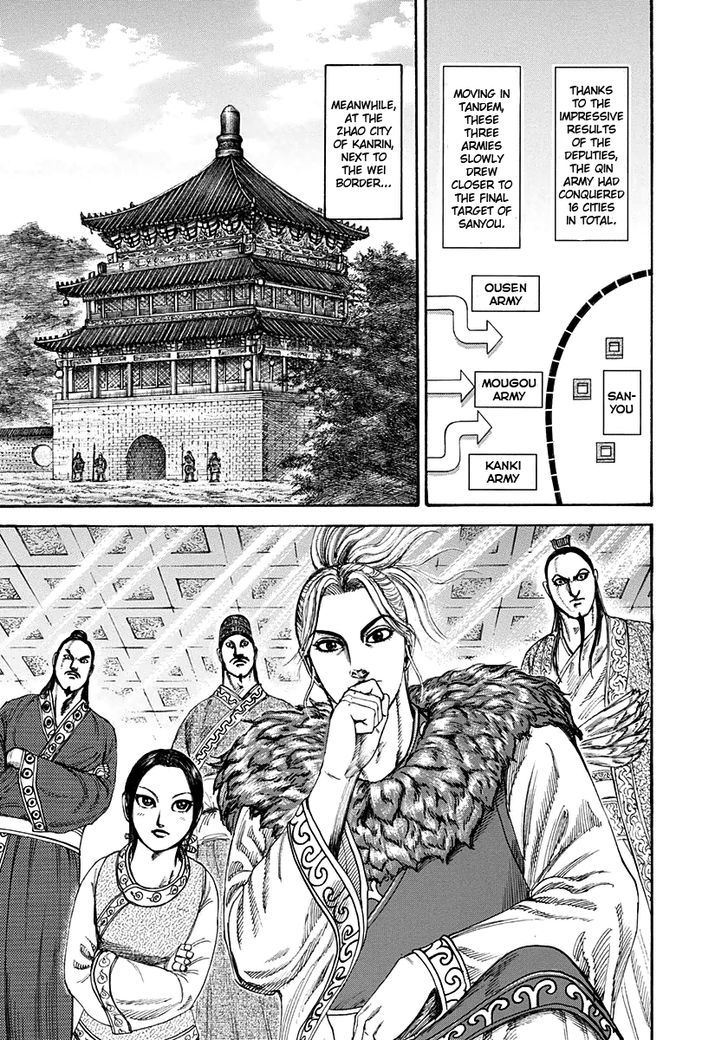 THANKS
TO THE
IMPRESSIVE
RESULTS
OF THE
DEPUTIES,
THE QIN
ARMY HAD
CONQUERED
16 CITIES
IN TOTAL.
MOVING IN
TANDEM,
THESE
THREE
ARMIES
SLOWLY
DREW
CLOSER TO
THE FINAL
TARGET OF
SANYOU.
OUSEN
ARMY
MOUGOU
ARMY
KANKI
ARMY
SAN-
YOU
MEANWHILE,
AT THE
ZHAO CITY
OF KANRIN,
NEXT TO
THE WEI
BORDER...